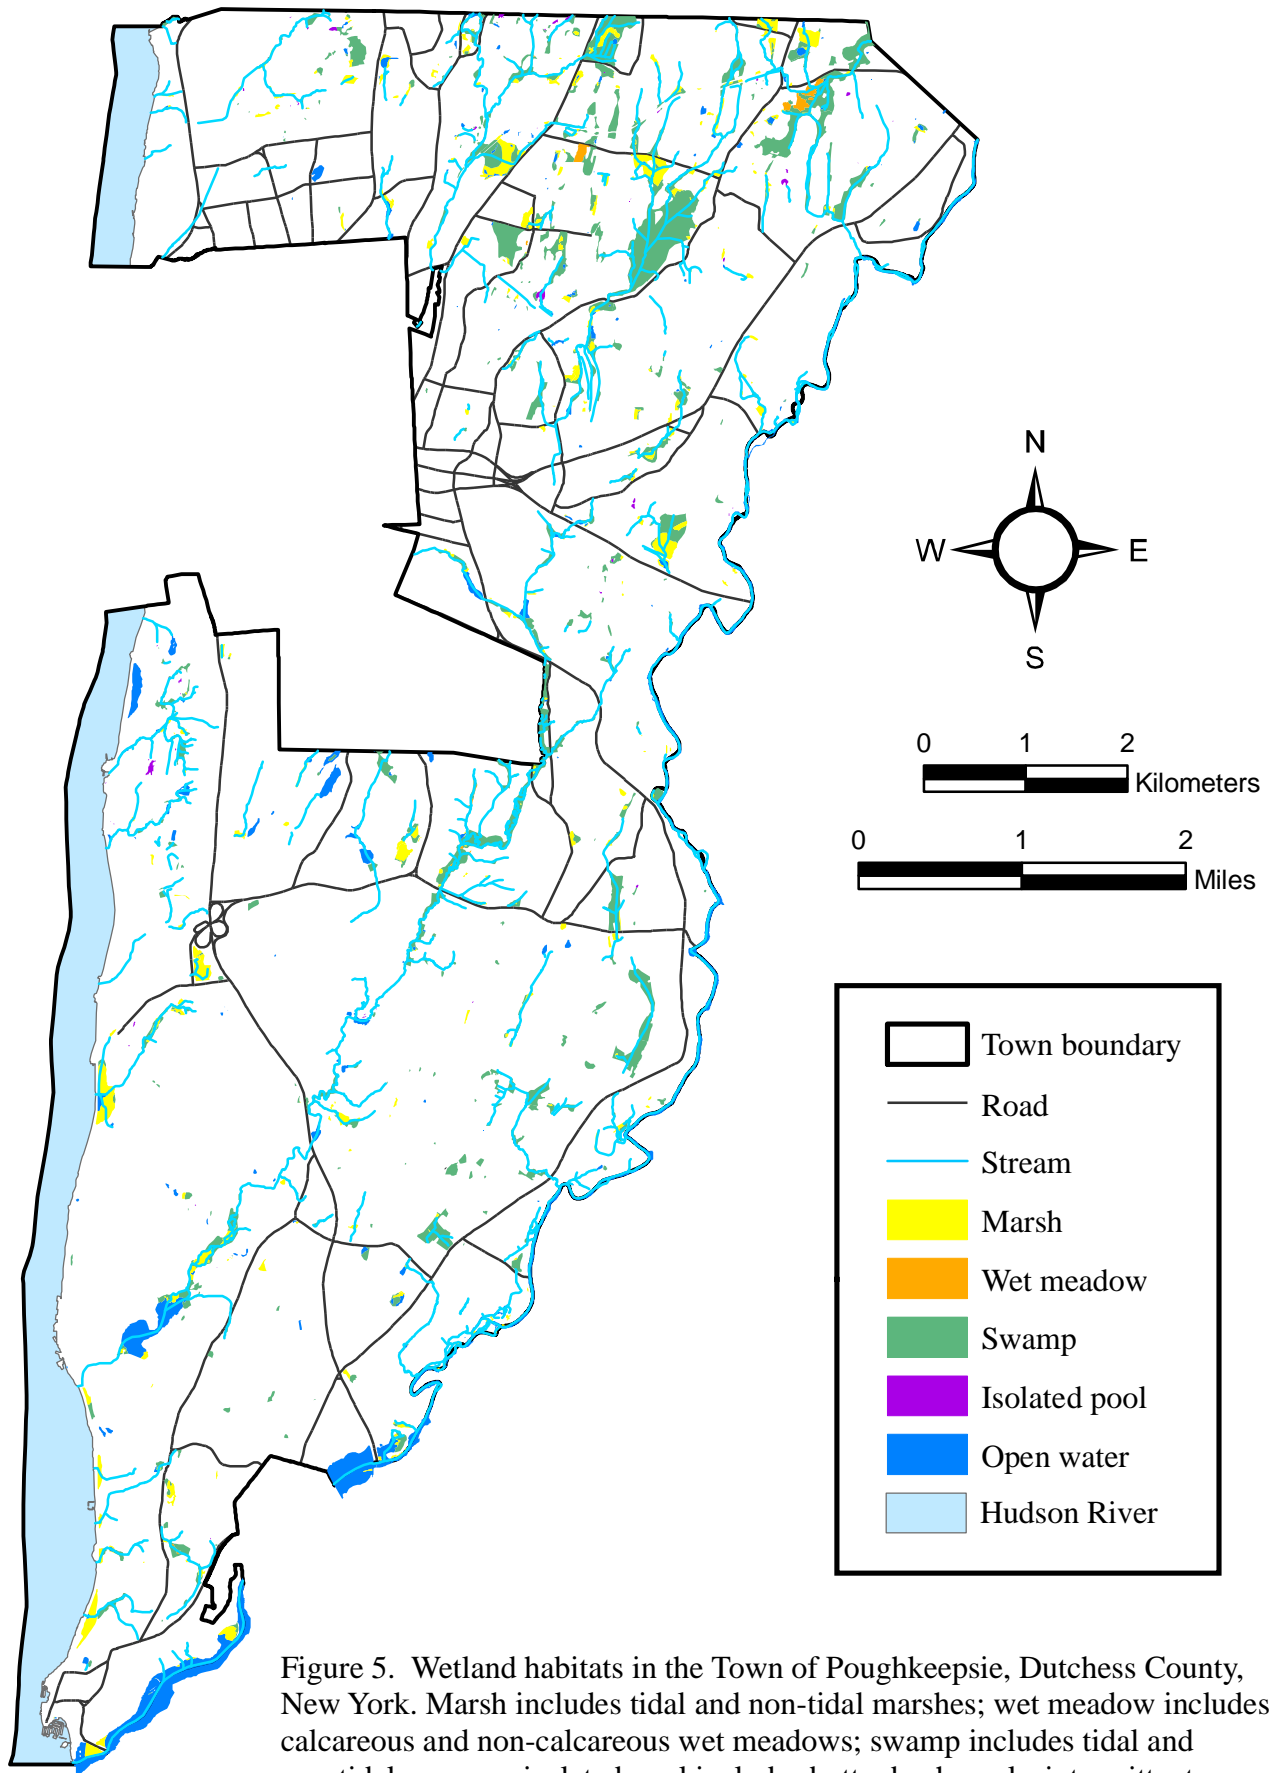 N
W E
S
0 1 2
Kilometers
0 1 2
Miles
Town boundary
Road
Stream
Marsh
Wet meadow
Swamp
Isolated pool
Open water
Hudson River
Figure 5. Wetland habitats in the Town of Poughkeepsie, Dutchess County,
New York. Marsh includes tidal and non-tidal marshes; wet meadow includes
calcareous and non-calcareous wet meadows; swamp includes tidal and